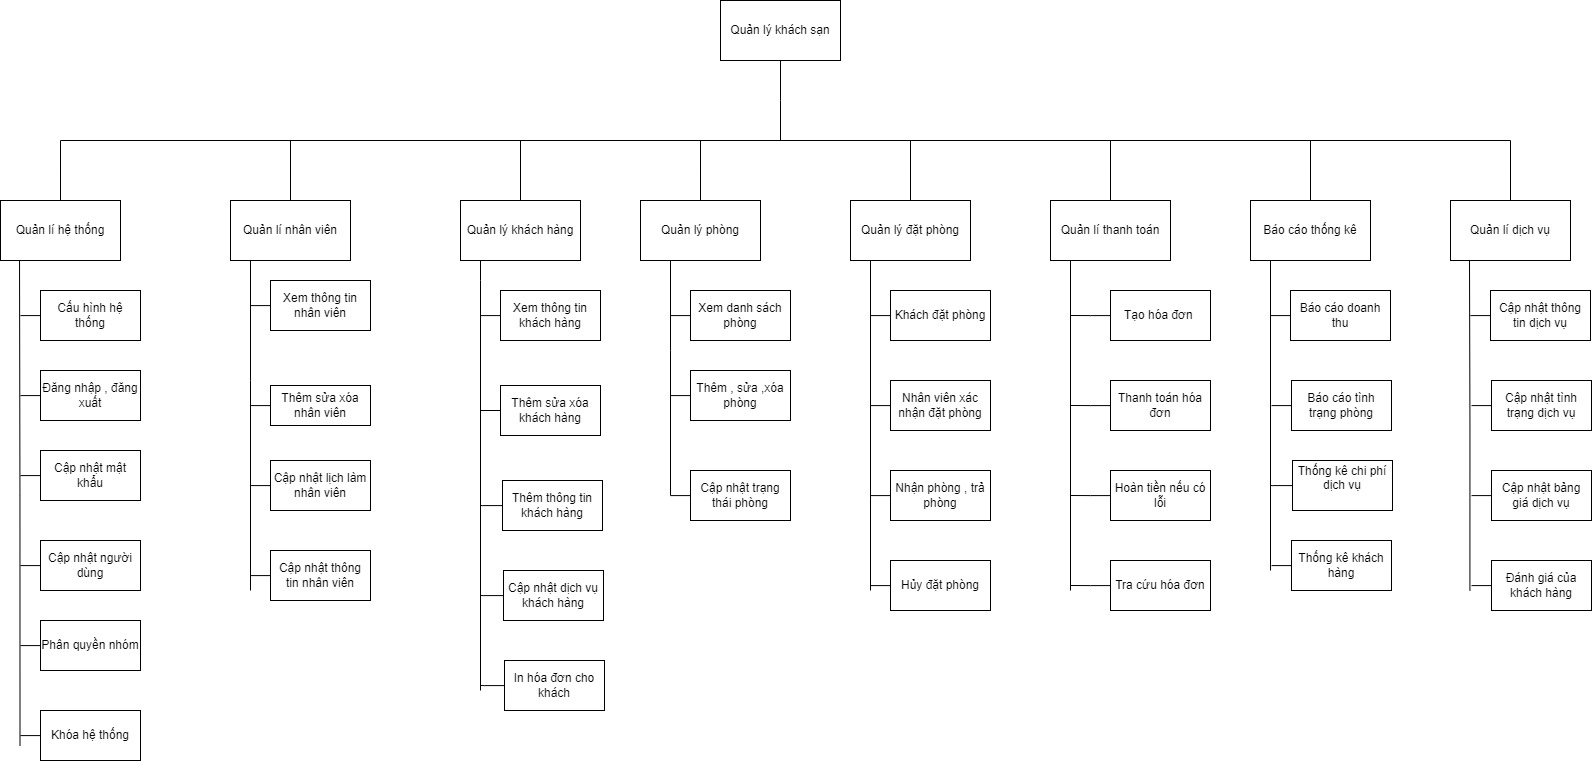 Quản lý khách sạn
Quản lí hệ thống
Quản lí nhân viên
Quản lý khách hàng
Quản lý phòng
Quản lý đặt phòng
Quản lí thanh toán
Báo cáo thống kê
Quản lí dịch vụ
Cấu hình hệ
thống
Đăng nhập , đăng
xuất
Cập nhật mật
khẩu
Cập nhật người
dùng
Phân quyền nhóm
Khóa hệ thống
Xem thông tin
nhân viên
Thêm sửa xóa
nhân viên
Cập nhật lịch làm
nhân viên
Cập nhật thông
tin nhân viên
Xem thông tin
khách hàng
Thêm sửa xóa
khách hàng
Thêm thông tin
khách hàng
Cập nhật dịch vụ
khách hàng
In hóa đơn cho
khách
Xem danh sách
phòng
Thêm , sửa ,xóa
phòng
Cập nhật trạng
thái phòng
Khách đặt phòng
Nhân viên xác
nhận đặt phòng
Nhận phòng , trả
phòng
Hủy đặt phòng
Tạo hóa đơn
Thanh toán hóa
đơn
Hoàn tiền nếu có
lỗi
Tra cứu hóa đơn
Báo cáo doanh
thu
Báo cáo tình
trạng phòng
Thống kê chi phí
dịch vụ
Thống kê khách
hàng
Cập nhật thông
tin dịch vụ
Cập nhật tình
trạng dịch vụ
Cập nhật bảng
giá dịch vụ
Đánh giá của
khách hàng